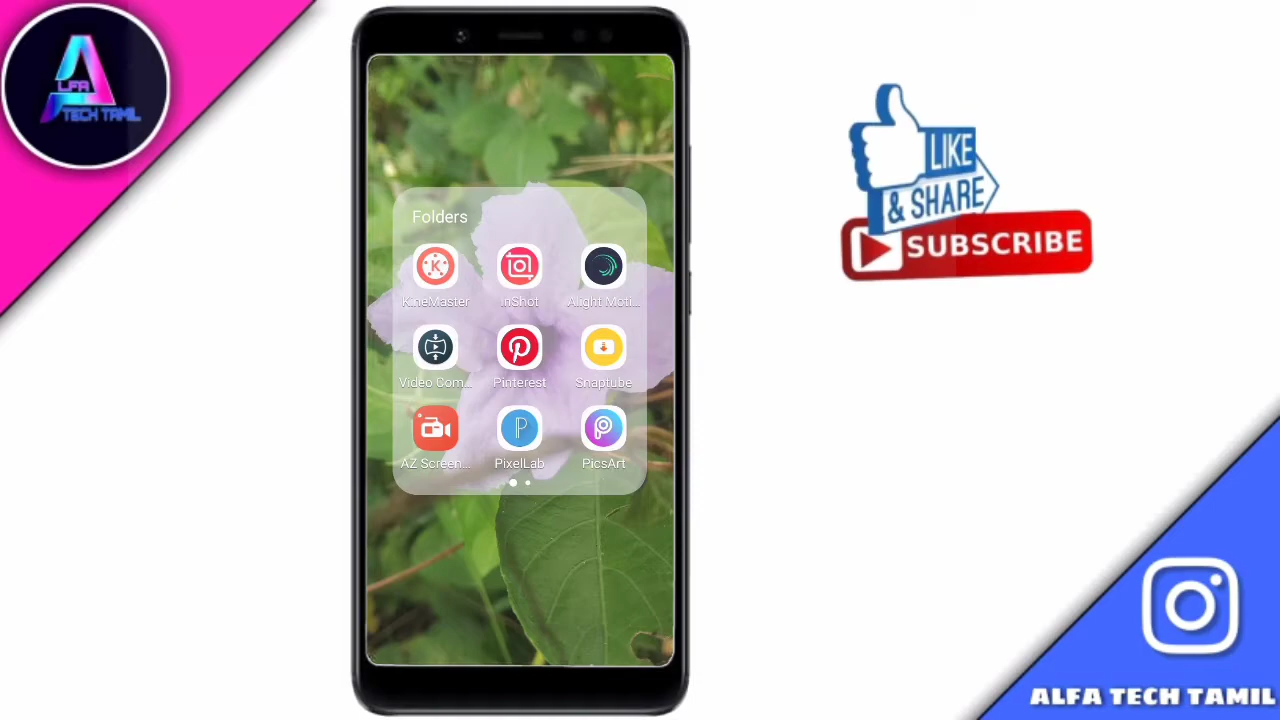 LFA
TECH TAMIL
LIKE
& SHARE
SUBSCRIBE
Folders
KineMaster
InShot
Alight Moti...
Video Com...
Pinterest
Snaptube
AZ Screen...
PixelLab
PicsArt
ALFA TECH TAMIL